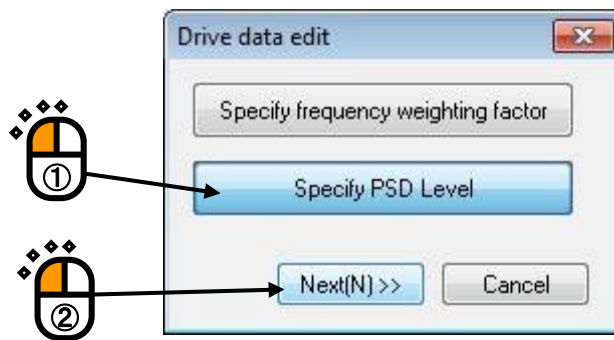 Drive data edit
Specify frequency weighting factor
① Specify PSD Level
② Next(N) >> Cancel